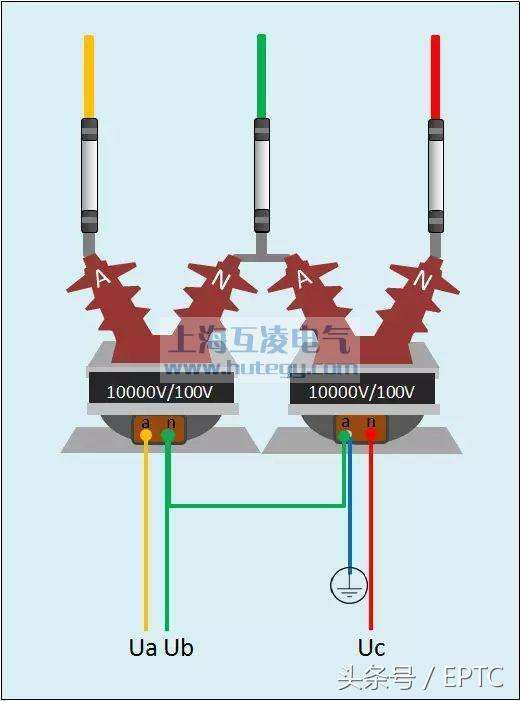 A N A N
上海互凌电气
www.hutegy.com
10000V/100V 10000V/100V
a n a n
Ua Ub Uc
头条号 / EPTC